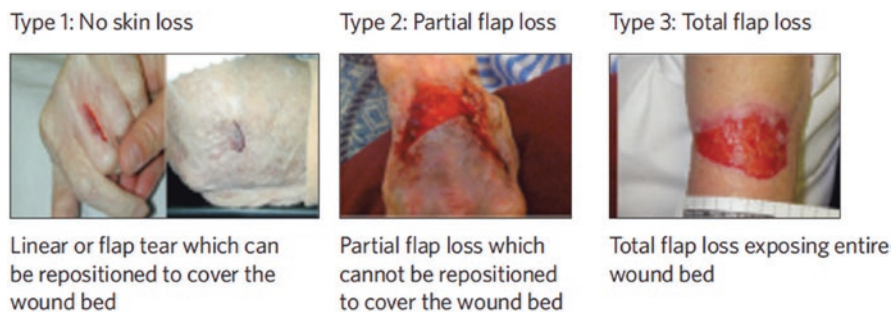 Type 1: No skin loss
Type 2: Partial flap loss
Type 3: Total flap loss
Linear or flap tear which can
be repositioned to cover the
wound bed
Partial flap loss which
cannot be repositioned
to cover the wound bed
Total flap loss exposing entire
wound bed